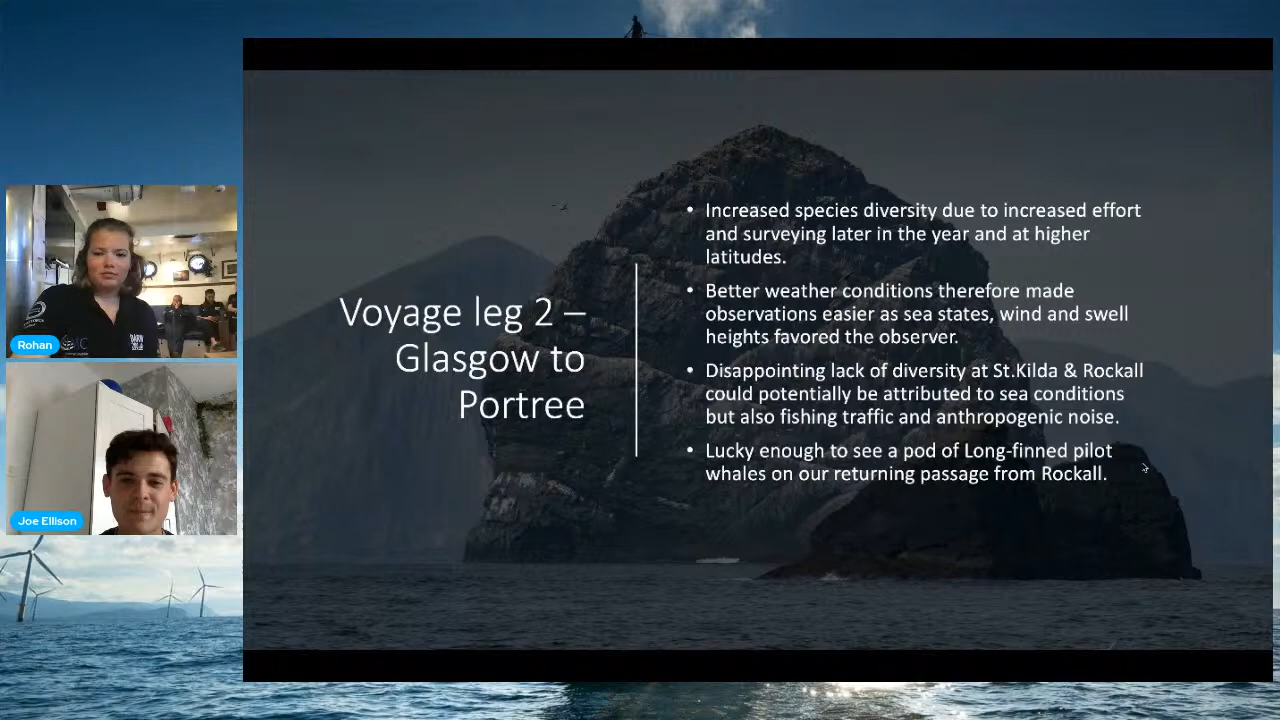 Voyage leg 2 –
Glasgow to
Portree
• Increased species diversity due to increased effort
and surveying later in the year and at higher
latitudes.
• Better weather conditions therefore made
observations easier as sea states, wind and swell
heights favored the observer.
• Disappointing lack of diversity at St.Kilda & Rockall
could potentially be attributed to sea conditions
but also fishing traffic and anthropogenic noise.
• Lucky enough to see a pod of Long-finned pilot
whales on our returning passage from Rockall.
Rohan
Joe Ellison